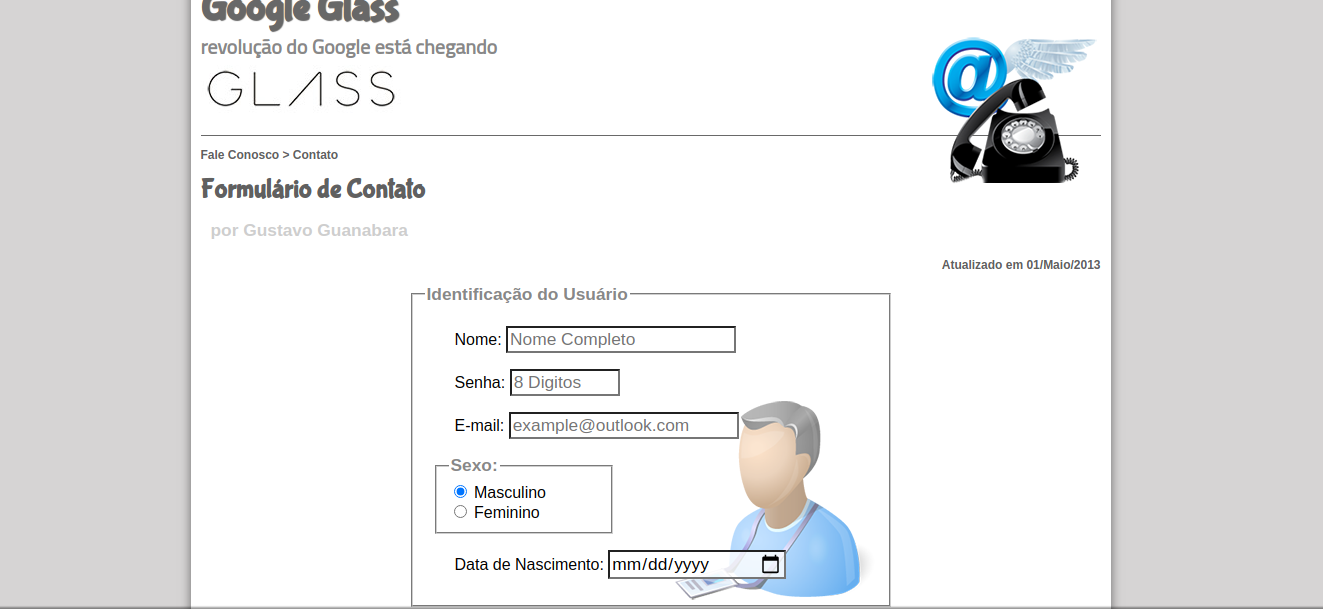 Google Glass
revolução do Google está chegando
GLASS
Fale Conosco > Contato
Formulário de Contato
por Gustavo Guanabara
Atualizado em 01/Maio/2013
Identificação do Usuário
Nome: Nome Completo
Senha: 8 Digitos
E-mail: example@outlook.com
Sexo:
Masculino
Feminino
Data de Nascimento: mm/dd/yyyy
@